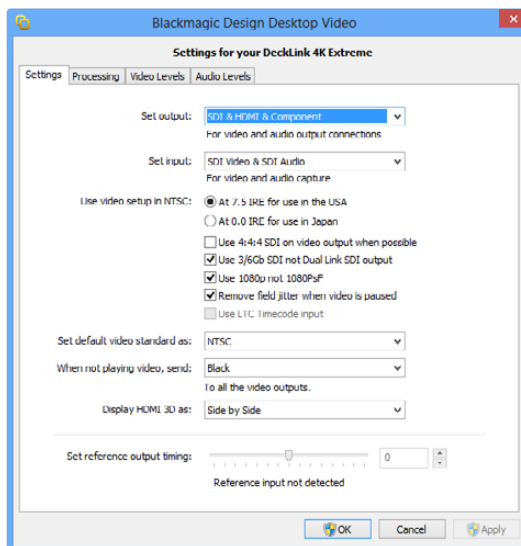 Blackmagic Design Desktop Video
Settings for your DeckLink 4K Extreme
Settings Processing Video Levels Audio Levels
Set output: SDI & HDMI & Component
For video and audio output connections
Set input: SDI Video & SDI Audio
For video and audio capture
Use video setup in NTSC: At 7.5 IRE for use in the USA
At 0.0 IRE for use in Japan
Use 4:4:4 SDI on video output when possible
Use 3/6Gb SDI not Dual Link SDI output
Use 1080p not 1080PsF
Remove field jitter when video is paused
Use LTC Timecode input
Set default video standard as: NTSC
When not playing video, send: Black
To all the video outputs.
Display HDMI 3D as: Side by Side
Set reference output timing: 0
Reference input not detected
OK Cancel Apply